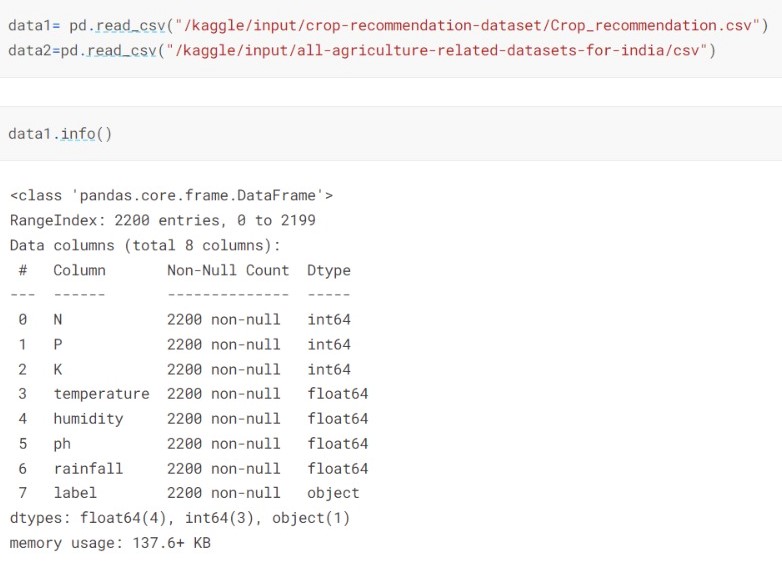 data1= pd.read_csv("/kaggle/input/crop-recommendation-dataset/Crop_recommendation.csv")
data2=pd.read_csv("/kaggle/input/all-agriculture-related-datasets-for-india/csv")
data1.info()
<class 'pandas.core.frame.DataFrame'>
RangeIndex: 2200 entries, 0 to 2199
Data columns (total 8 columns):
 #   Column       Non-Null Count  Dtype
---  ------       --------------  -----
 0   N            2200 non-null   int64
 1   P            2200 non-null   int64
 2   K            2200 non-null   int64
 3   temperature  2200 non-null   float64
 4   humidity     2200 non-null   float64
 5   ph           2200 non-null   float64
 6   rainfall     2200 non-null   float64
 7   label        2200 non-null   object
dtypes: float64(4), int64(3), object(1)
memory usage: 137.6+ KB